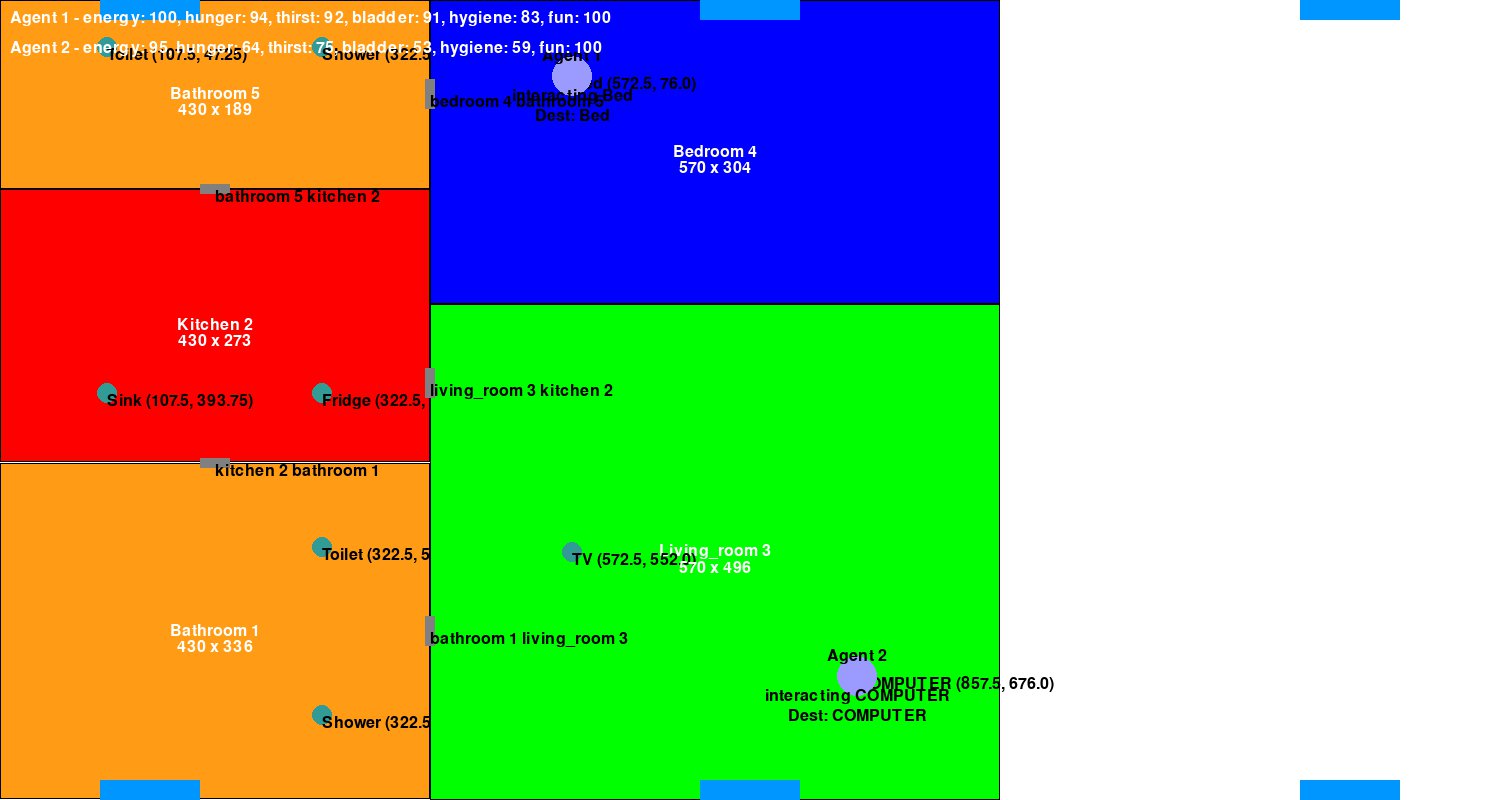 Agent 1 - energy: 100, hunger: 94, thirst: 92, bladder: 91, hygiene: 83, fun: 100
Agent 2 - energy: 95, hunger: 64, thirst: 75, bladder: 53, hygiene: 59, fun: 100
Toilet (107.5, 47.25)
Shower (322.5
Agent 1
(572.5, 76.0)
interacting Bed
Dest: Bed
bedroom 4 bathroom 5
Bathroom 5
430 x 189
Bedroom 4
570 x 304
bathroom 5 kitchen 2
Kitchen 2
430 x 273
living_room 3 kitchen 2
Sink (107.5, 393.75)
Fridge (322.5,
kitchen 2 bathroom 1
Toilet (322.5, 5
TV (572.5, 552.0)
Living_room 3
570 x 496
Bathroom 1
430 x 336
bathroom 1 living_room 3
Agent 2
OMPUTER (857.5, 676.0)
interacting COMPUTER
Dest: COMPUTER
Shower (322.5